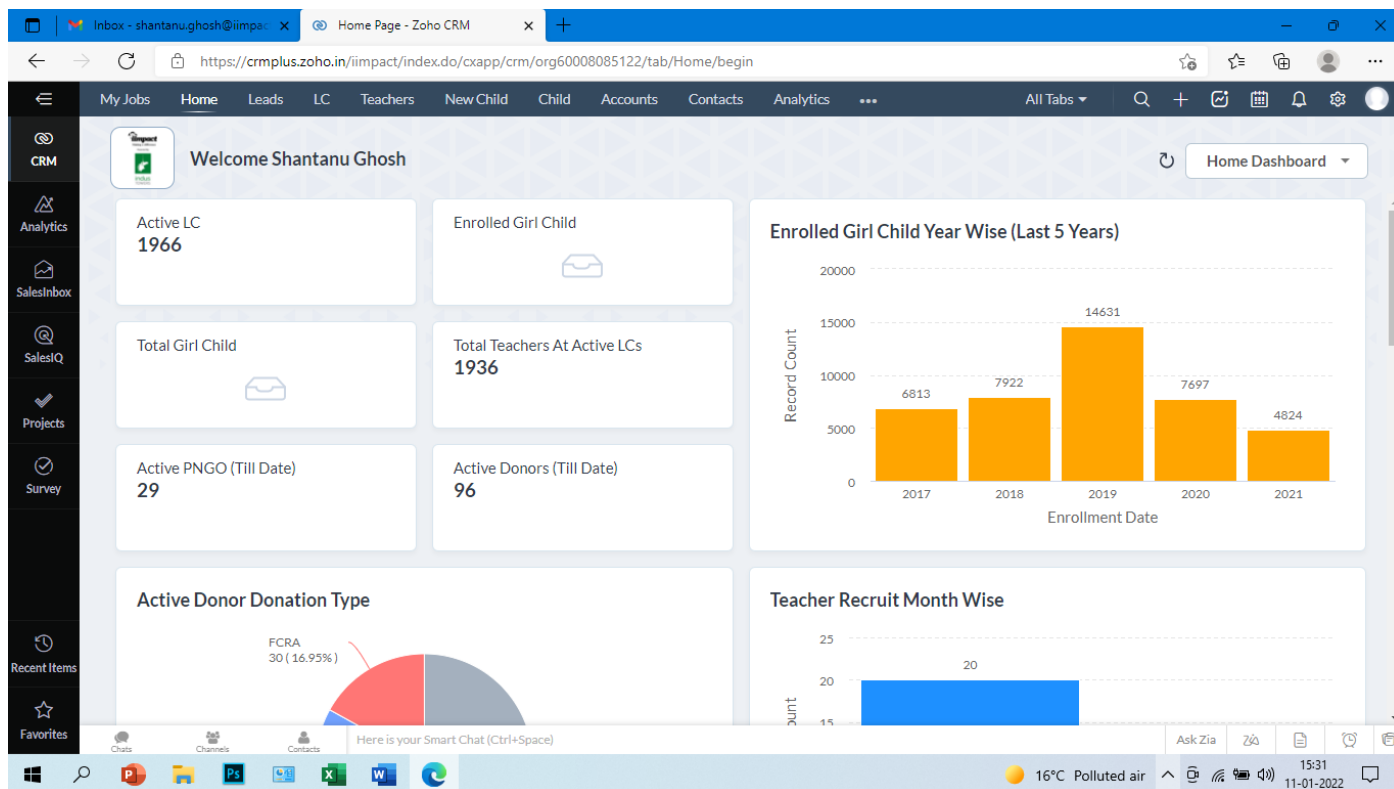 Inbox - shantanu.ghosh@iimpac
Home Page - Zoho CRM
https://crmplus.zoho.in/iimpact/index.do/cxapp/crm/org60008085122/tab/Home/begin
My Jobs Home Leads LC Teachers New Child Child Accounts Contacts Analytics ••• All Tabs
CRM
Analytics
SalesInbox
SalesIQ
Projects
Survey
Recent Items
Favorites
iimpact
indus
Welcome Shantanu Ghosh
Home Dashboard
Active LC
1966
Enrolled Girl Child
Total Girl Child
Total Teachers At Active LCs
1936
Active PNGO (Till Date)
29
Active Donors (Till Date)
96
Enrolled Girl Child Year Wise (Last 5 Years)
Record Count
20000
15000
10000
5000
0
6813
7922
14631
7697
4824
2017 2018 2019 2020 2021
Enrollment Date
Active Donor Donation Type
FCRA
30 ( 16.95% )
Teacher Recruit Month Wise
25
20
15
20
Chats Channels Contacts Here is your Smart Chat (Ctrl+Space) Ask Zia
16°C Polluted air
15:31
11-01-2022